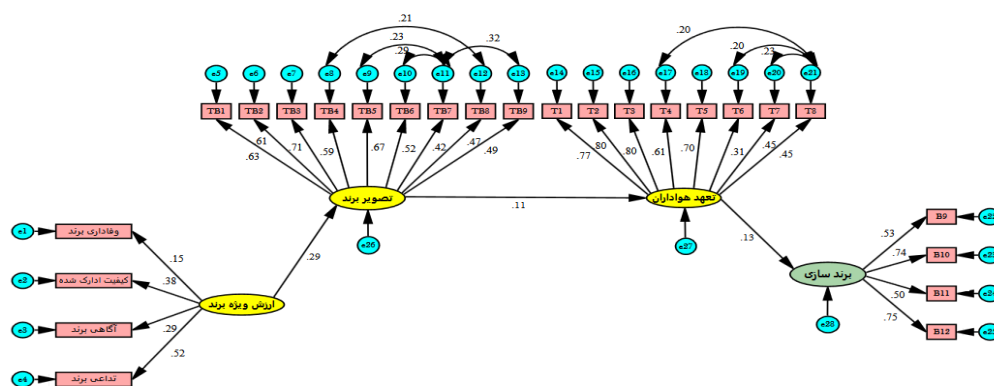 .21
.23
.29
.32
.20
.20
.23
e5 e6 e7 e8 e9 e10 e11 e12 e13 e14 e15 e16 e17 e18 e19 e20 e21
TB1 TB2 TB3 TB4 TB5 TB6 TB7 TB8 TB9 T1 T2 T3 T4 T5 T6 T7 T8
.63 .61 .71 .59 .67 .52 .42 .47 .49 .77 .80 .80 .61 .70 .31 .45 .45
تصویر برند
.11
تعهد هواداران
e26
e27
.29
.13
e1 وفاداری برند
.15
e2 کیفیت ادارک شده
.38
ارزش ویژه برند
e3 آگاهی برند
.29
e4 تداعی برند
.52
برند سازی
e28
.53 B9
.74 B10
.50 B11
.75 B12